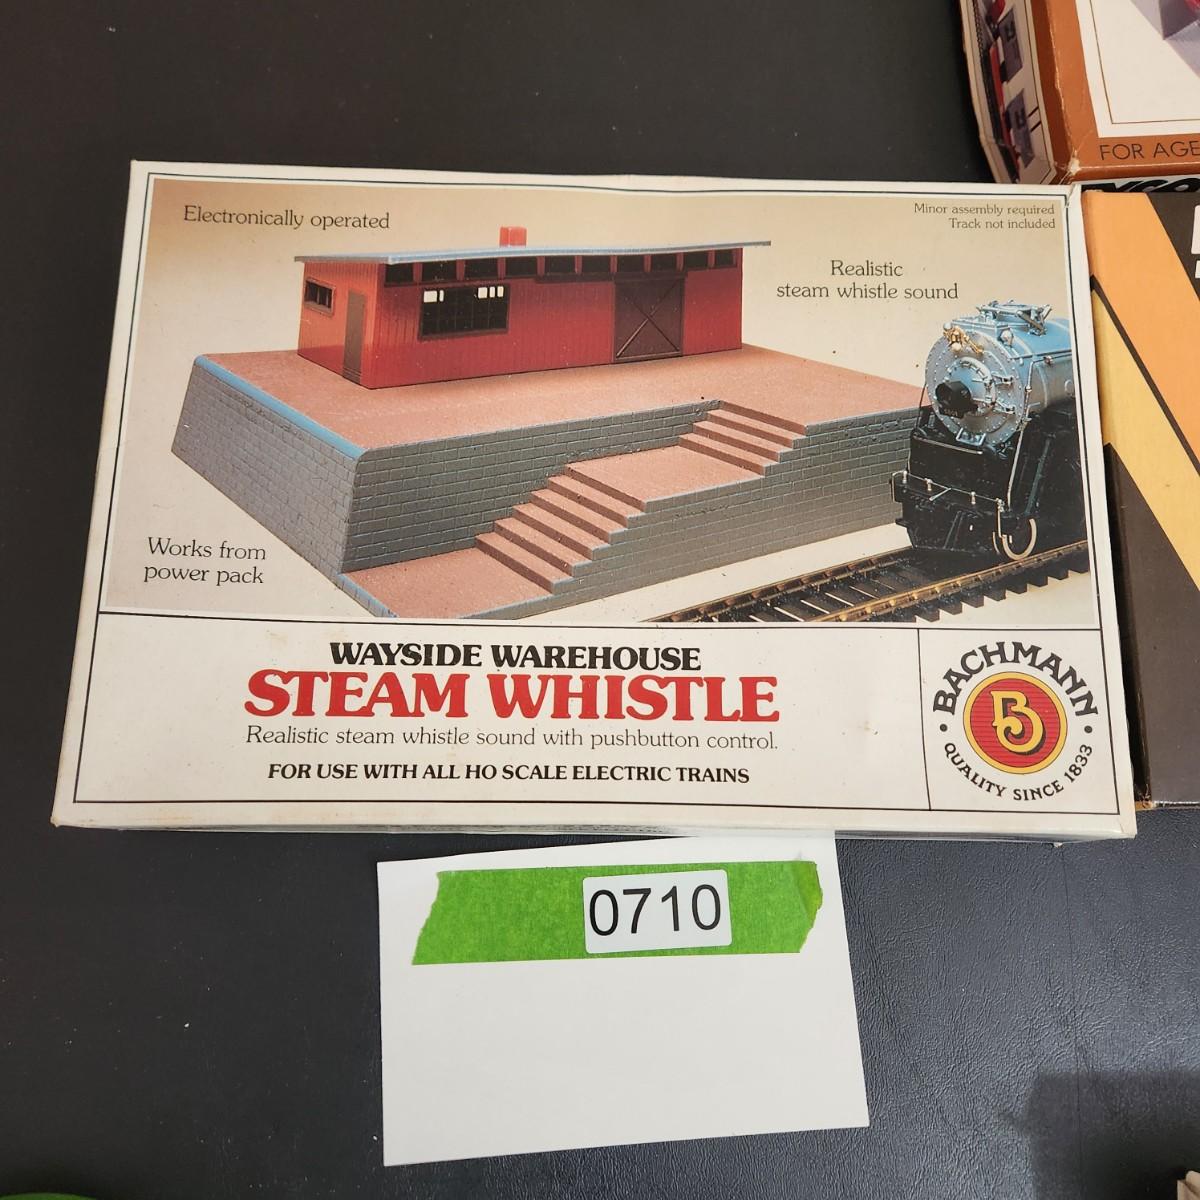 Electronically operated
Minor assembly required
Track not included
Realistic
steam whistle sound
Works from
power pack
WAYSIDE WAREHOUSE
STEAM WHISTLE
Realistic steam whistle sound with pushbutton control.
FOR USE WITH ALL HO SCALE ELECTRIC TRAINS
BACHMANN
B
QUALITY SINCE 1833
0710
FOR AGE